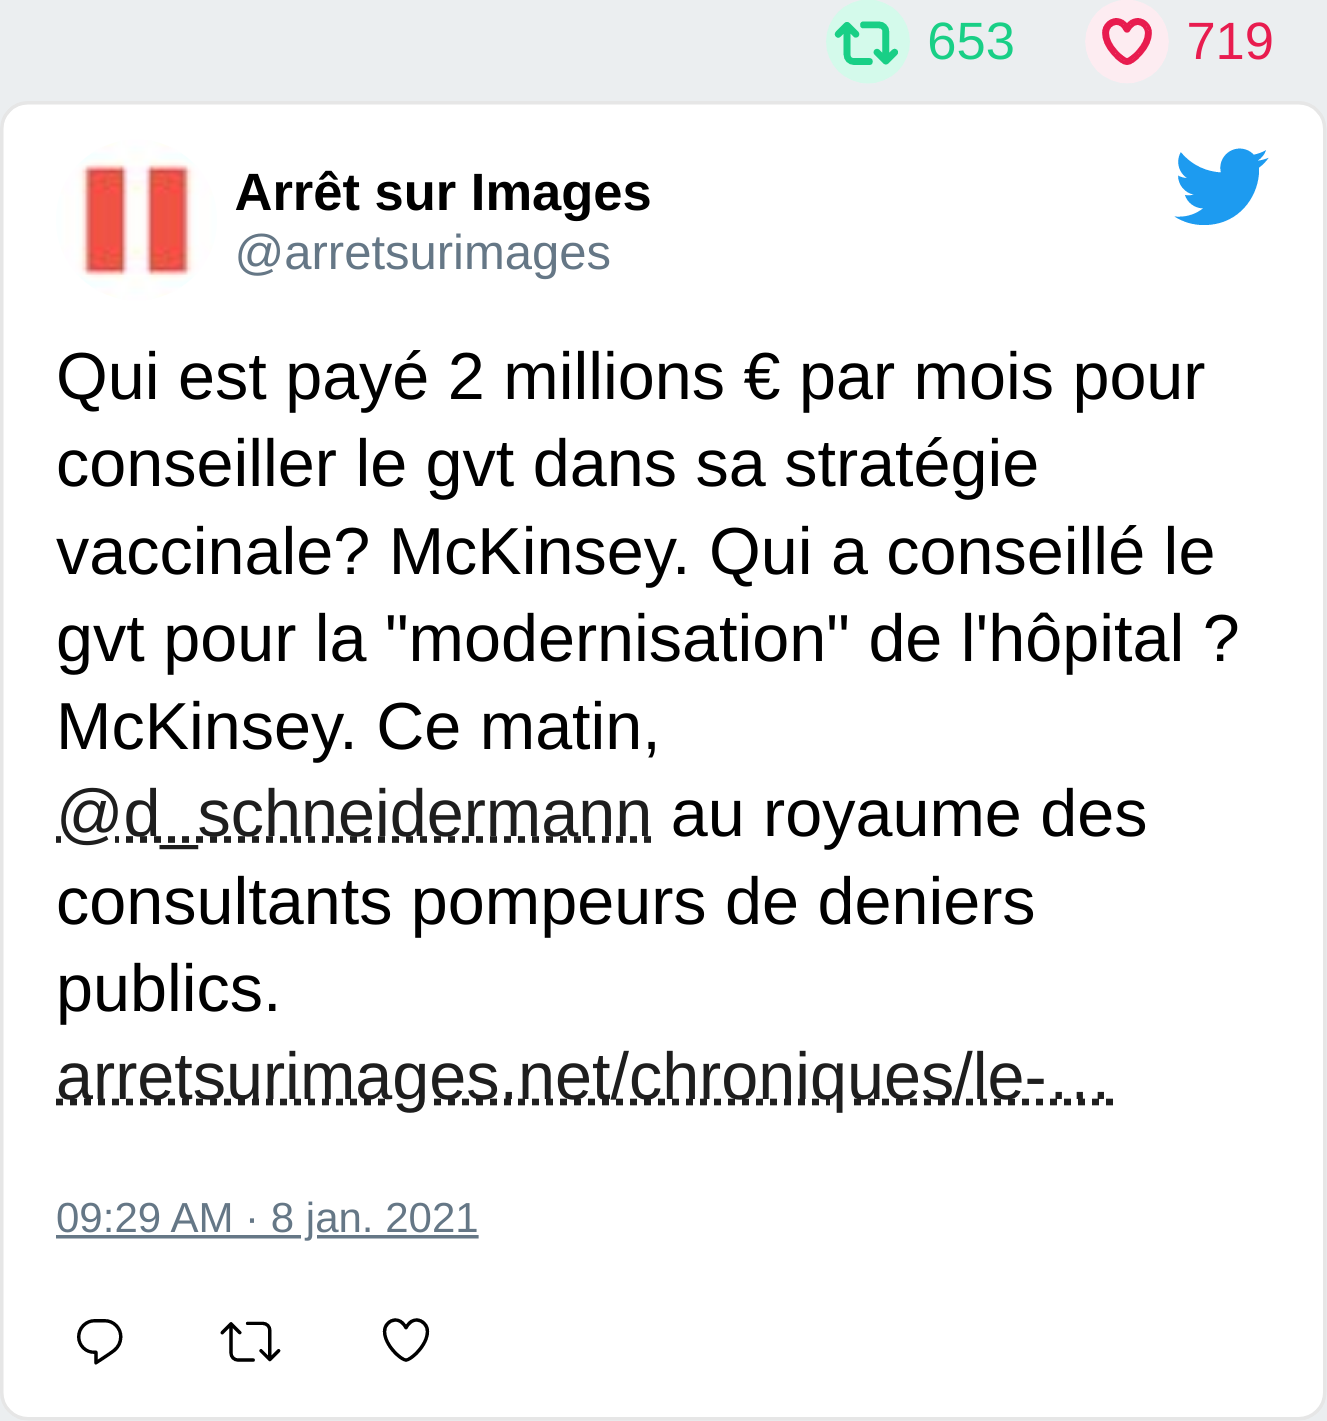 653 719
Arrêt sur Images
@arretsurimages
Qui est payé 2 millions € par mois pour
conseiller le gvt dans sa stratégie
vaccinale? McKinsey. Qui a conseillé le
gvt pour la "modernisation" de l'hôpital ?
McKinsey. Ce matin,
@d_schneidermann au royaume des
consultants pompeurs de deniers
publics.
arretsurimages.net/chroniques/le-…
09:29 AM · 8 jan. 2021